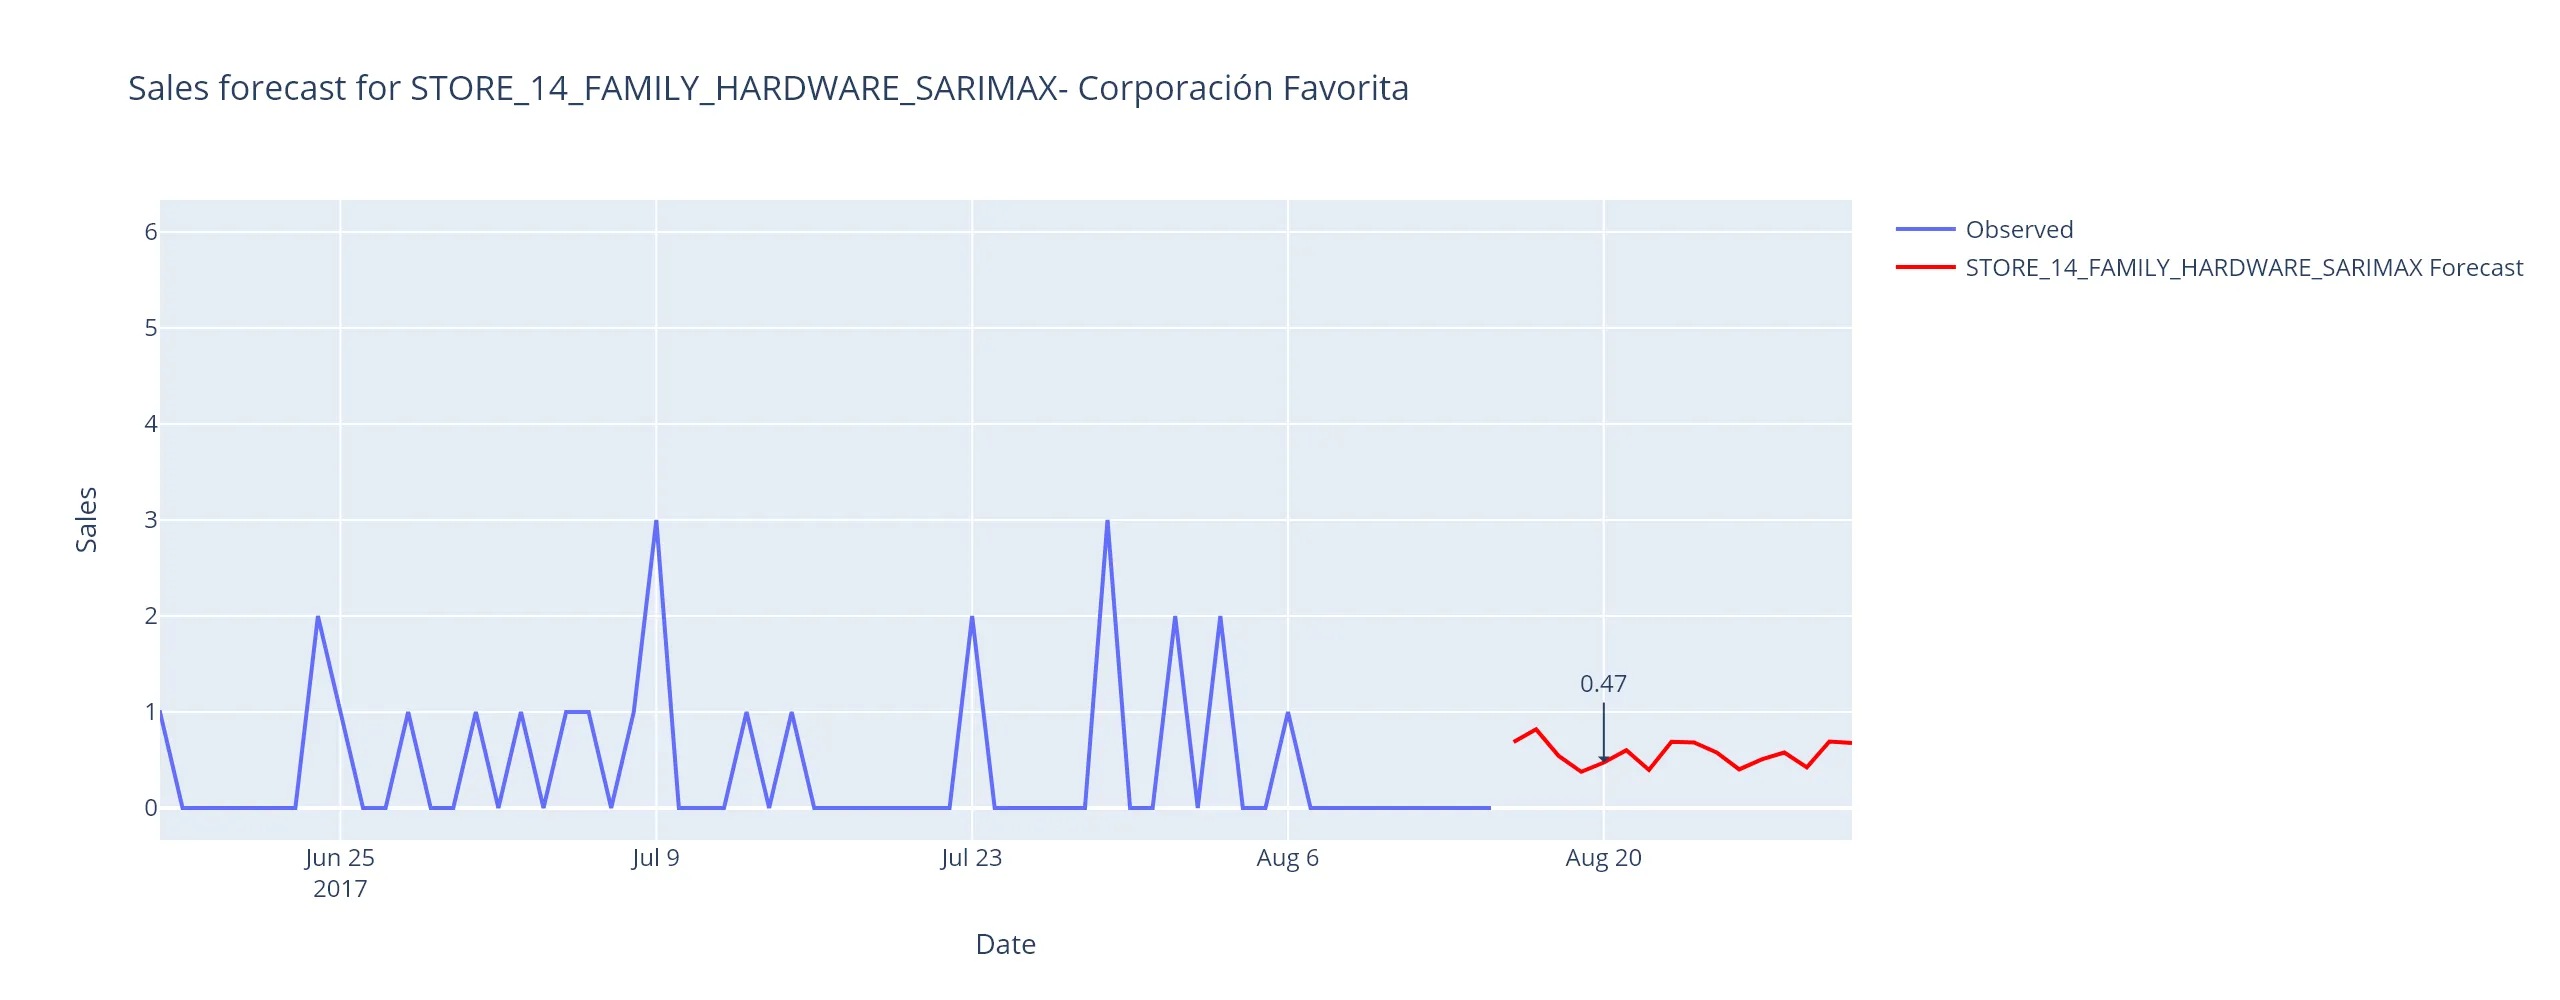 Sales forecast for STORE_14_FAMILY_HARDWARE_SARIMAX- Corporación Favorita
Observed
STORE_14_FAMILY_HARDWARE_SARIMAX Forecast
6
5
4
3
2
1
0
Sales
0.47
Jun 25
2017
Jul 9
Jul 23
Aug 6
Aug 20
Date